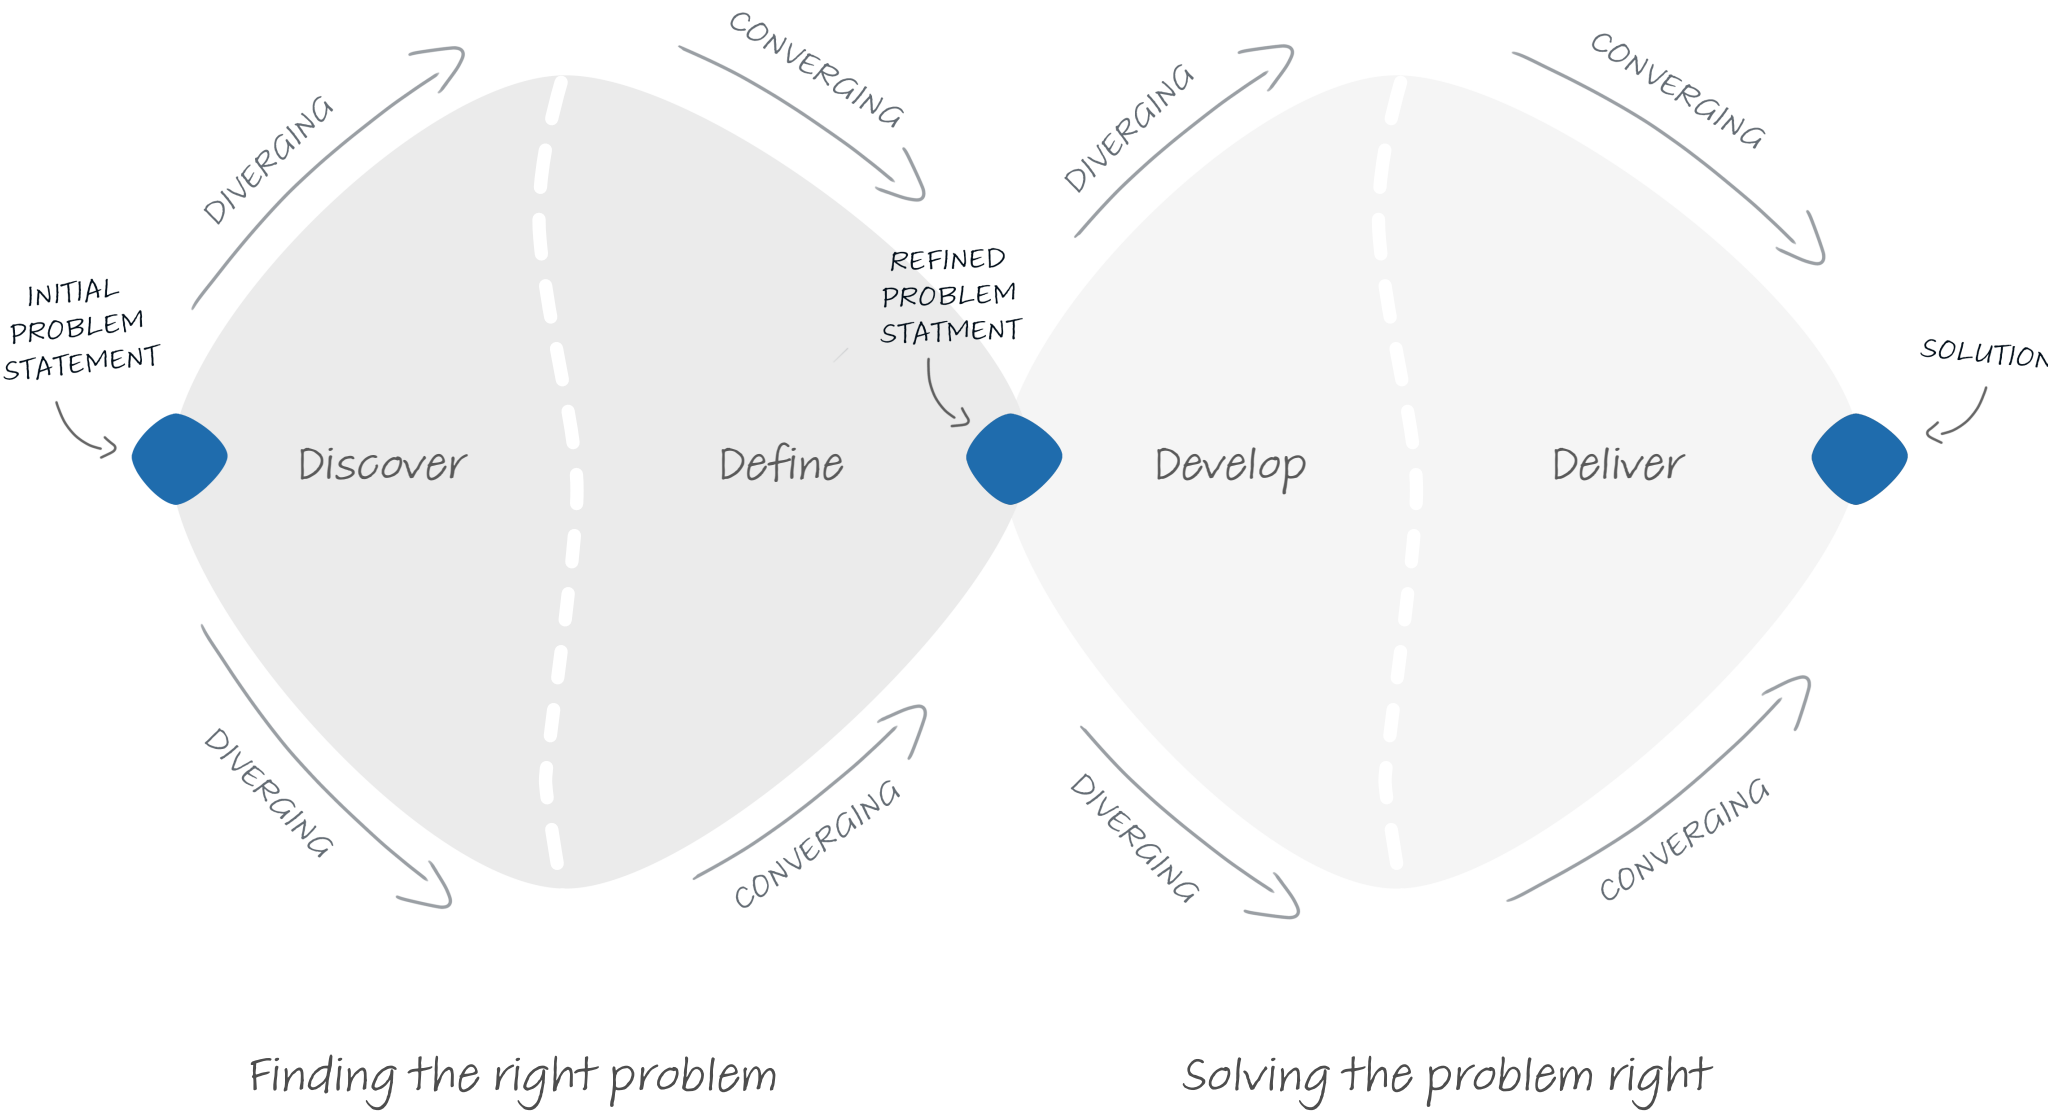 CONVERGING
CONVERGING
DIVERGING
DIVERGING
INITIAL
PROBLEM
STATEMENT
REFINED
PROBLEM
STATMENT
SOLUTION
Discover
Define
Develop
Deliver
DIVERGING
CONVERGING
DIVERGING
CONVERGING
Finding the right problem
Solving the problem right